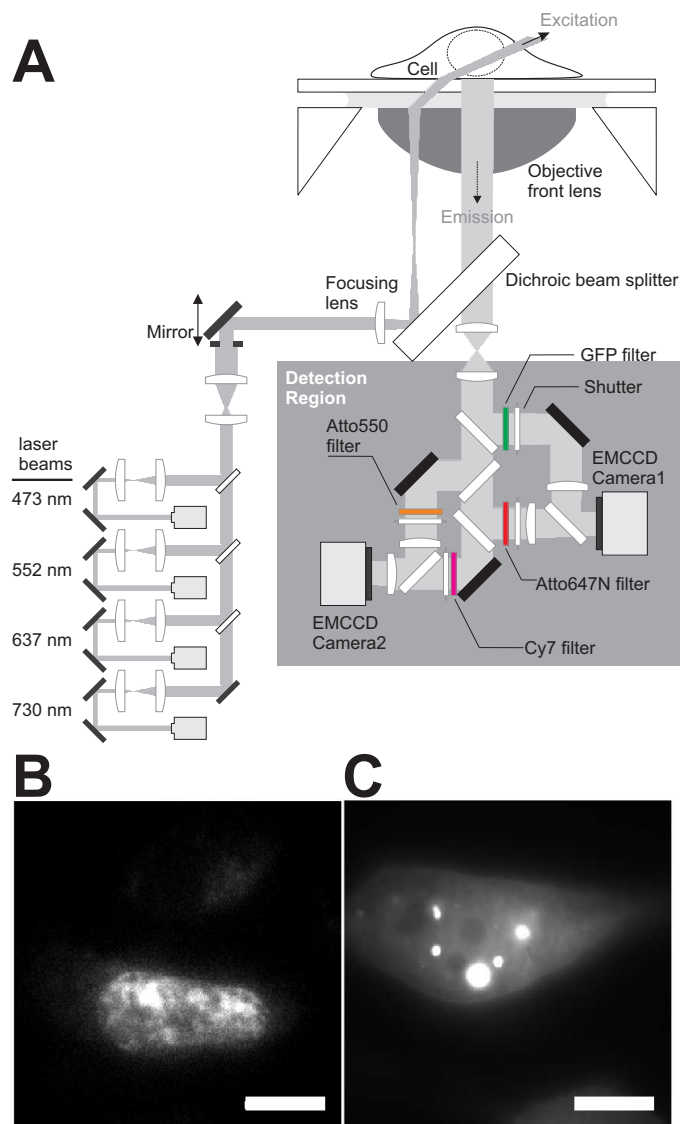 A
Excitation
Cell
Objective
front lens
Emission
Focusing
lens
Dichroic beam splitter
Mirror
GFP filter
Detection
Region
Shutter
Atto550
filter
laser
beams
EMCCD
Camera1
473 nm
552 nm
Atto647N filter
EMCCD
Camera2
637 nm
Cy7 filter
730 nm
B
C